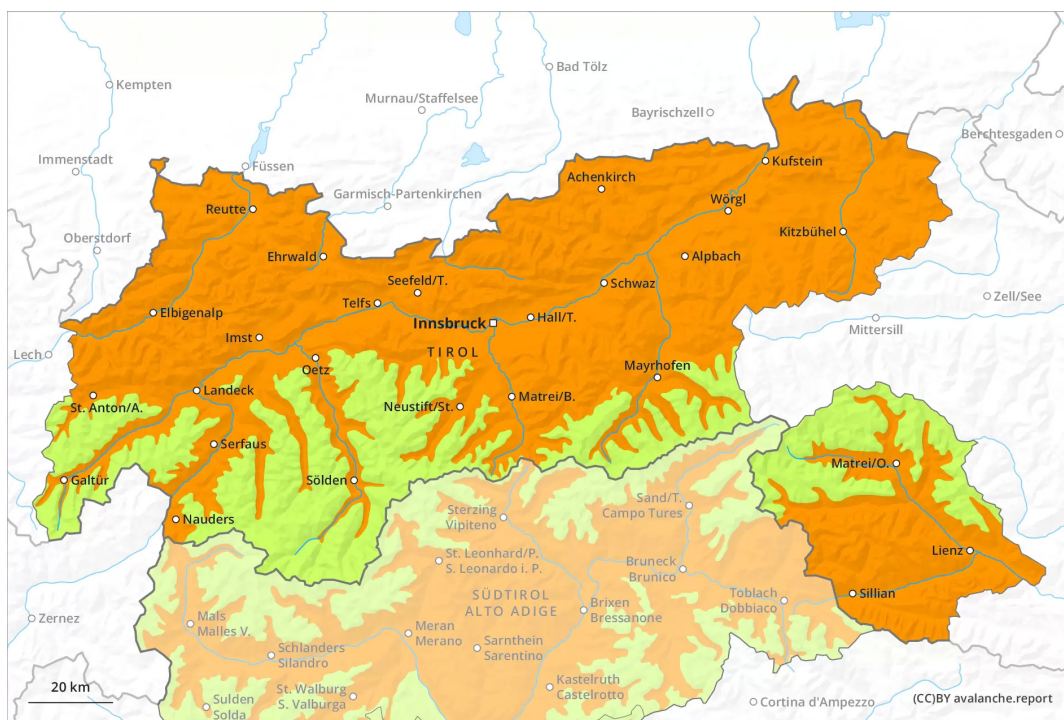 Kempten
Bad Tölz
Murnau/Staffelsee
Bayrischzell
Berchtesgaden
Immenstadt
Füssen
Kufstein
Achenkirch
Garmisch-Partenkirchen
Reutte
Wörgl
Kitzbühel
Oberstdorf
Ehrwald
Alpbach
Seefeld/T.
Schwaz
Zell/See
Telfs
Elbigenalp
Hall/T.
Innsbruck
Mittersill
Imst
Lech
TIROL
Oetz
Mayrhofen
Landeck
St. Anton/A.
Neustift/St.
Matrei/B.
Serfaus
Matrei/O.
Galtür
Sölden
Sand/T.
Campo Tures
Sterzing
Vipiteno
Nauders
Lienz
St. Leonhard/P.
S. Leonardo i. P.
Bruneck
Brunico
Sillian
SÜDTIROL
ALTO ADIGE
Toblach
Dobbiaco
Zernez
Mals
Malles V.
Brixen
Bressanone
Meran
Merano
Sarnthein
Sarentino
Schlanders
Silandro
20 km
St. Walburg
S. Valburga
Kastelruth
Castelrotto
Sulden
Solda
Cortina d'Ampezzo
(CC)BY avalanche.report